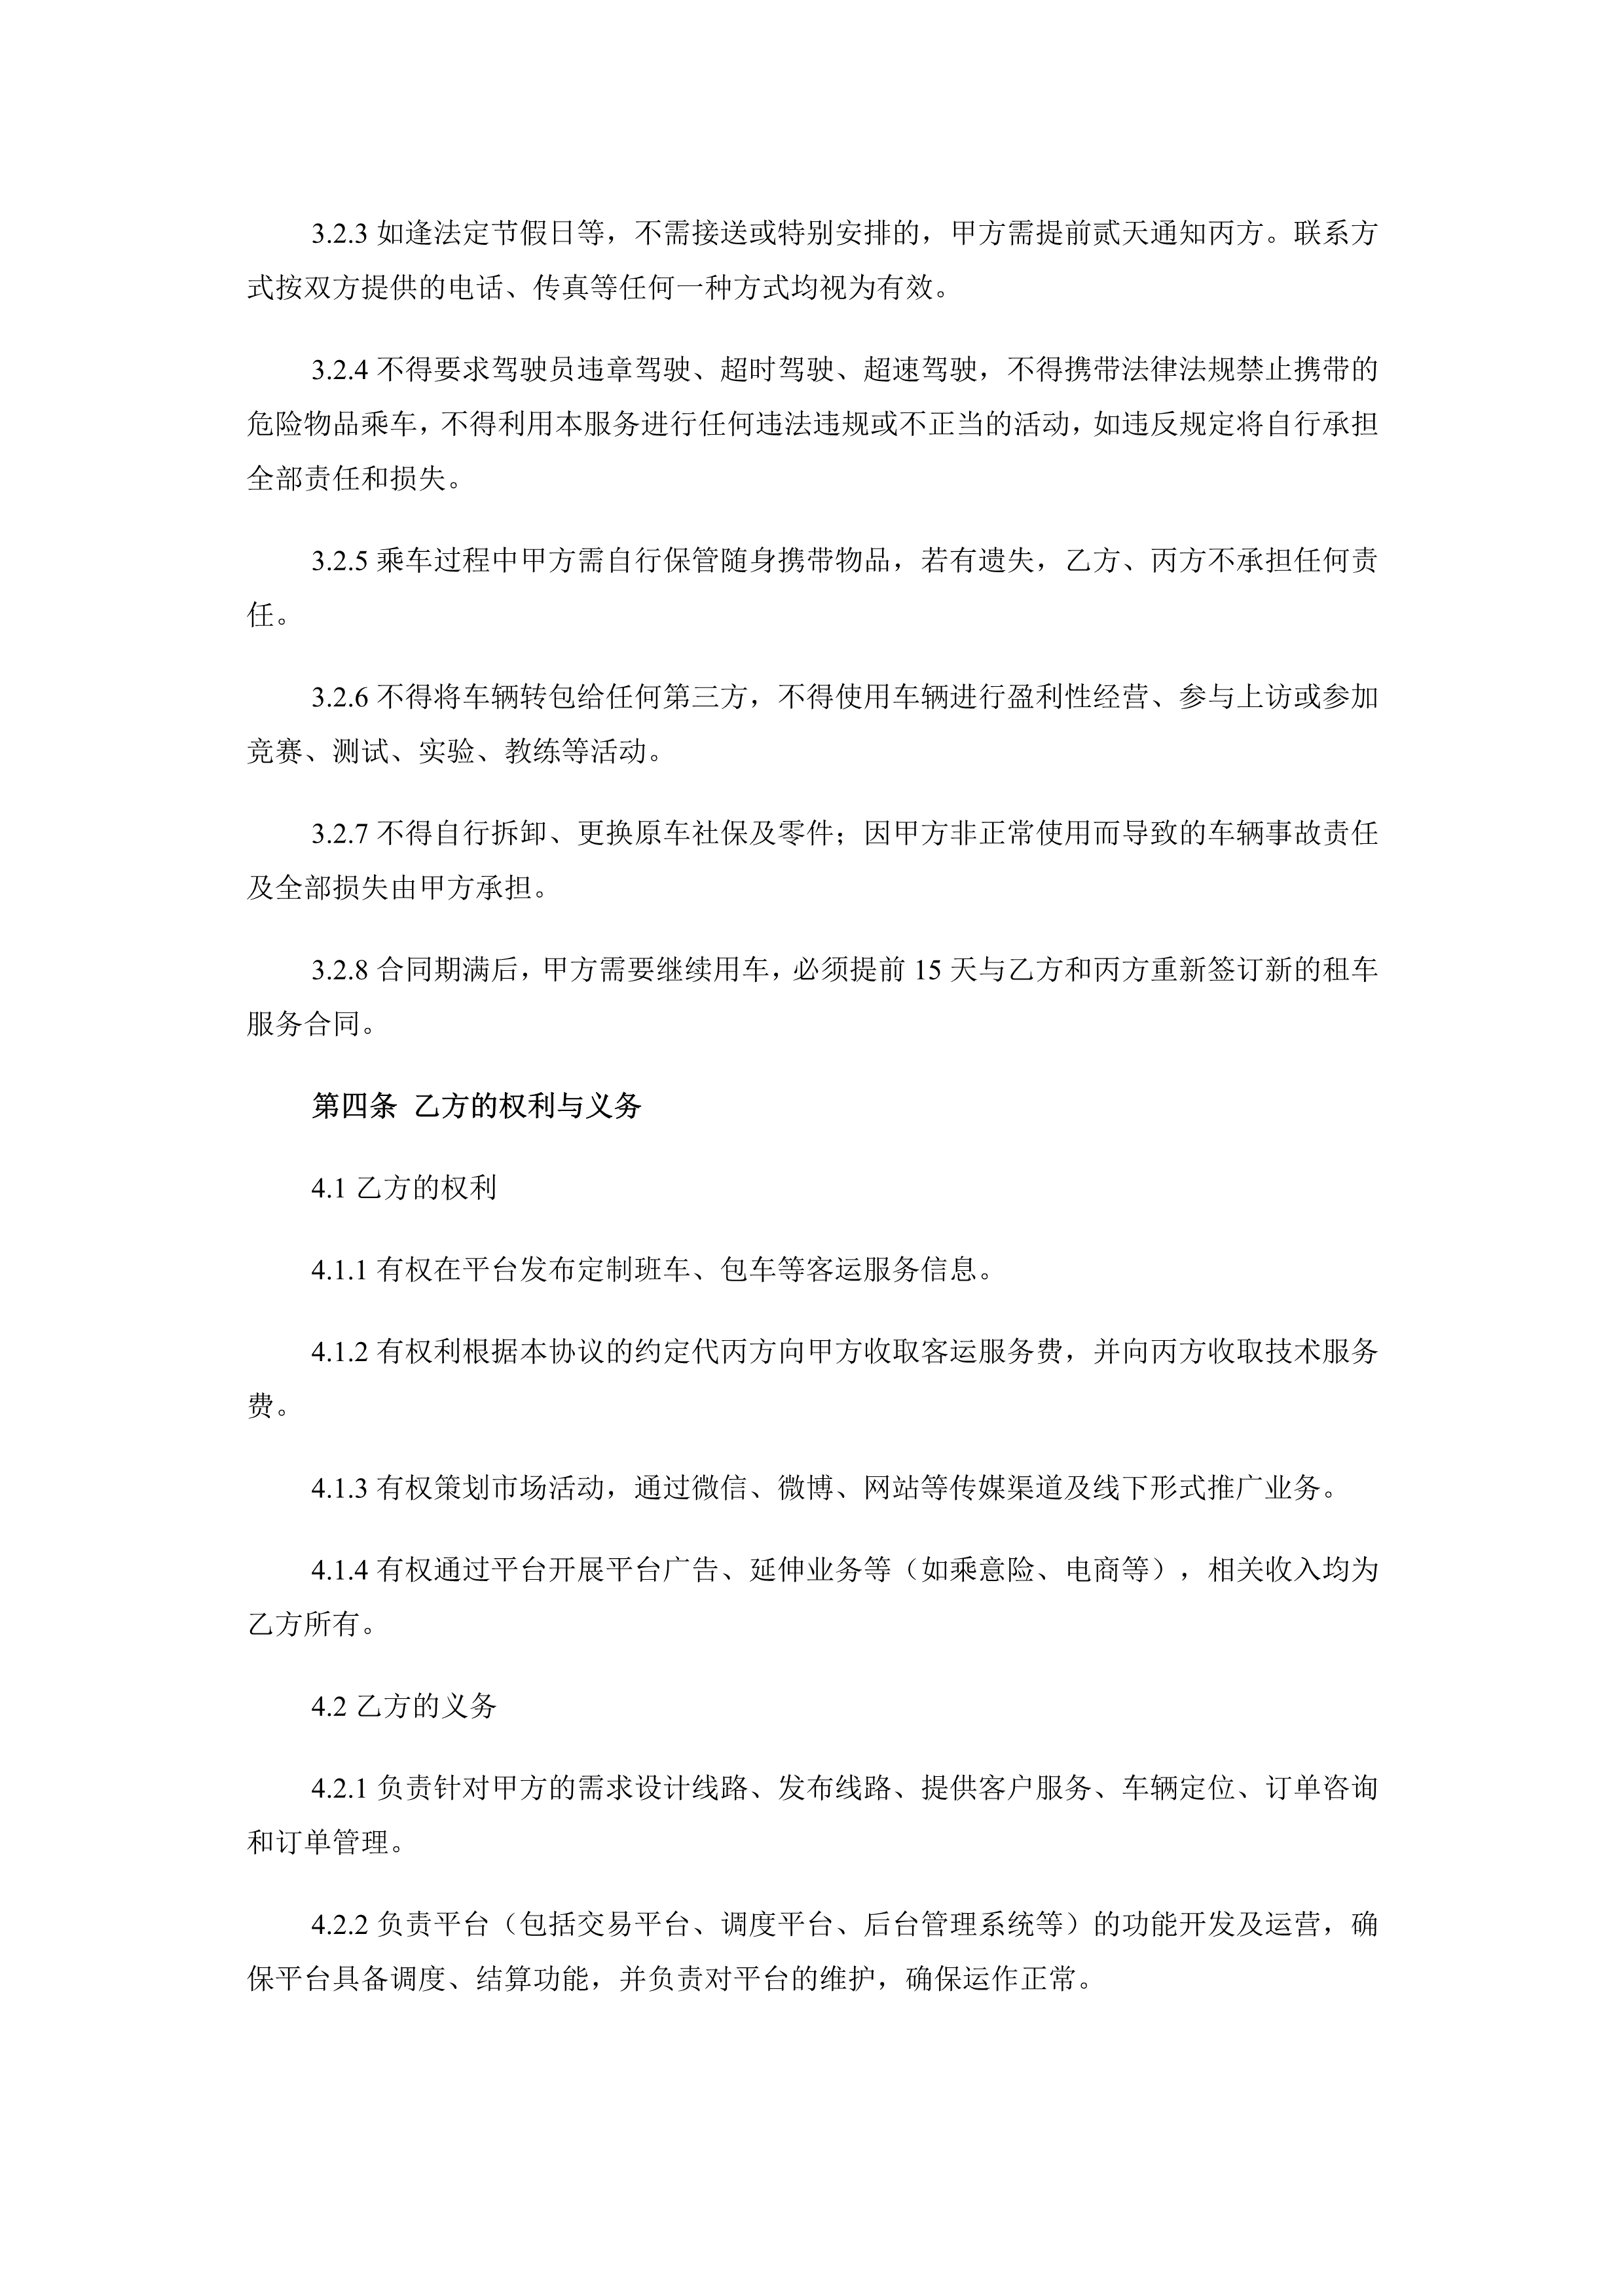 3.2.3 如逢法定节假日等，不需接送或特别安排的，甲方需提前贰天通知丙方。联系方
式按双方提供的电话、传真等任何一种方式均视为有效。
3.2.4 不得要求驾驶员违章驾驶、超时驾驶、超速驾驶，不得携带法律法规禁止携带的
危险物品乘车，不得利用本服务进行任何违法违规或不正当的活动，如违反规定将自行承担
全部责任和损失。
3.2.5 乘车过程中甲方需自行保管随身携带物品，若有遗失，乙方、丙方不承担任何责
任。
3.2.6 不得将车辆转包给任何第三方，不得使用车辆进行盈利性经营、参与上访或参加
竞赛、测试、实验、教练等活动。
3.2.7 不得自行拆卸、更换原车社保及零件；因甲方非正常使用而导致的车辆事故责任
及全部损失由甲方承担。
3.2.8 合同期满后，甲方需要继续用车，必须提前 15 天与乙方和丙方重新签订新的租车
服务合同。
第四条 乙方的权利与义务
4.1 乙方的权利
4.1.1 有权在平台发布定制班车、包车等客运服务信息。
4.1.2 有权利根据本协议的约定代丙方向甲方收取客运服务费，并向丙方收取技术服务
费。
4.1.3 有权策划市场活动，通过微信、微博、网站等传媒渠道及线下形式推广业务。
4.1.4 有权通过平台开展平台广告、延伸业务等（如乘意险、电商等），相关收入均为
乙方所有。
4.2 乙方的义务
4.2.1 负责针对甲方的需求设计线路、发布线路、提供客户服务、车辆定位、订单咨询
和订单管理。
4.2.2 负责平台（包括交易平台、调度平台、后台管理系统等）的功能开发及运营，确
保平台具备调度、结算功能，并负责对平台的维护，确保运作正常。